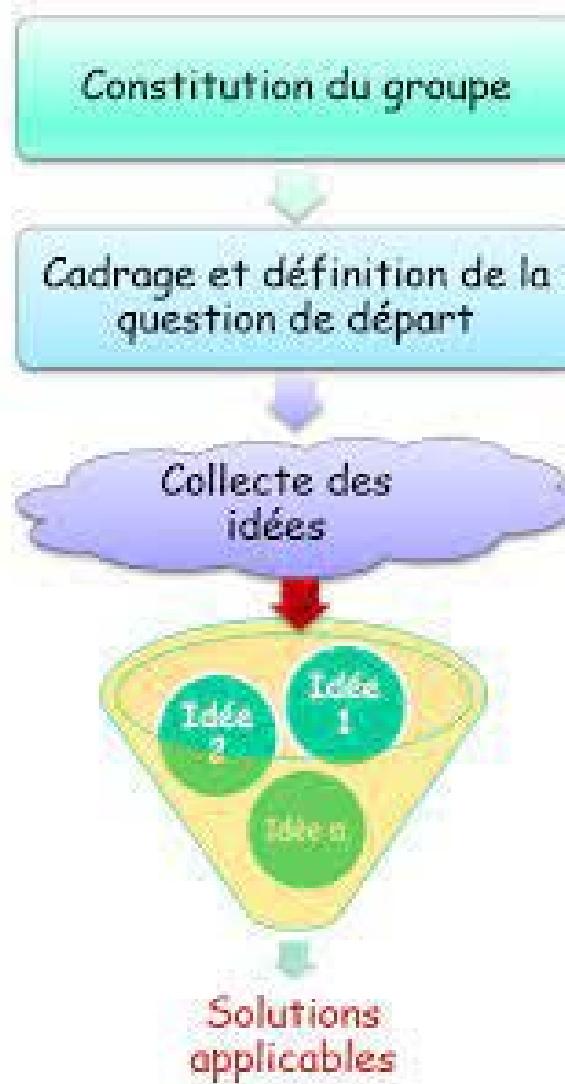 Constitution du groupe
Cadrage et définition de la
question de départ
Collecte des
idées
Idée
1
Idée
2
Idée n
Solutions
applicables